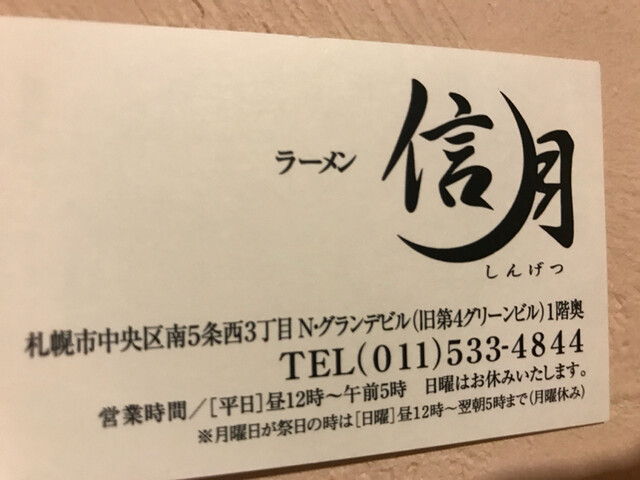 ラーメン 信月
しんげつ
札幌市中央区南5条西3丁目 N・グランデビル(旧第4グリーンビル)1階奥
TEL(011)533-4844
営業時間/[平日]昼12時〜午前5時 日曜はお休みいたします。
※月曜日が祭日の時は[日曜]昼12時〜翌朝5時まで(月曜休み)